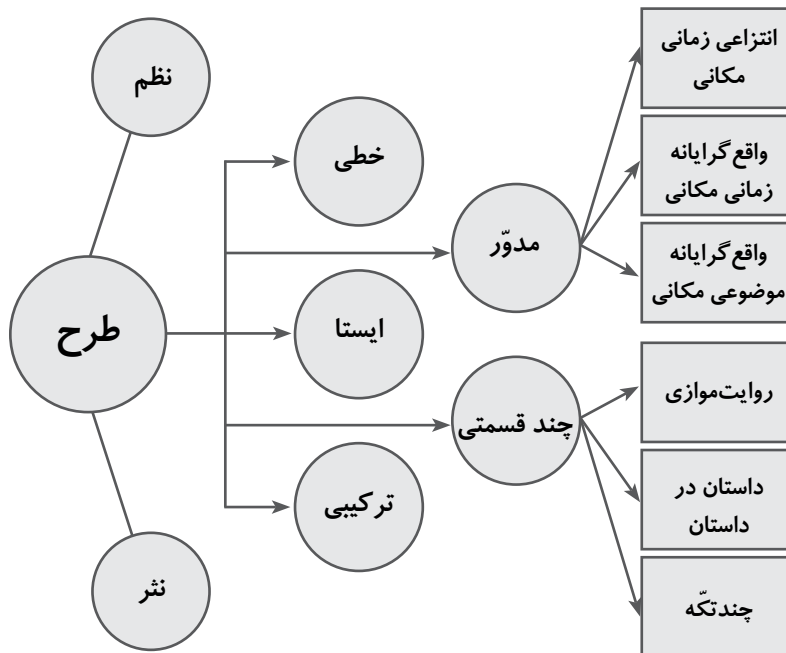 نظم
طرح
نثر
خطی
مدوّر
ایستا
چند قسمتی
ترکیبی
انتزاعی زمانی
مکانی
واقع‌گرایانه
زمانی مکانی
واقع‌گرایانه
موضوعی مکانی
روایت‌موازی
داستان در
داستان
چندتکّه